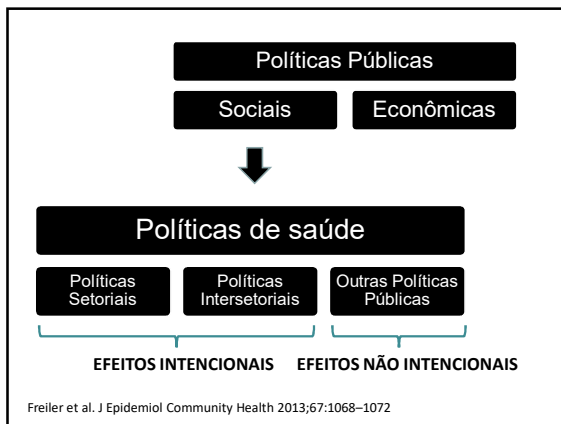 Políticas Públicas
Sociais
Econômicas
Políticas de saúde
Políticas
Setoriais
Políticas
Intersetoriais
Outras Políticas
Públicas
EFEITOS INTENCIONAIS
EFEITOS NÃO INTENCIONAIS
Freiler et al. J Epidemiol Community Health 2013;67:1068–1072